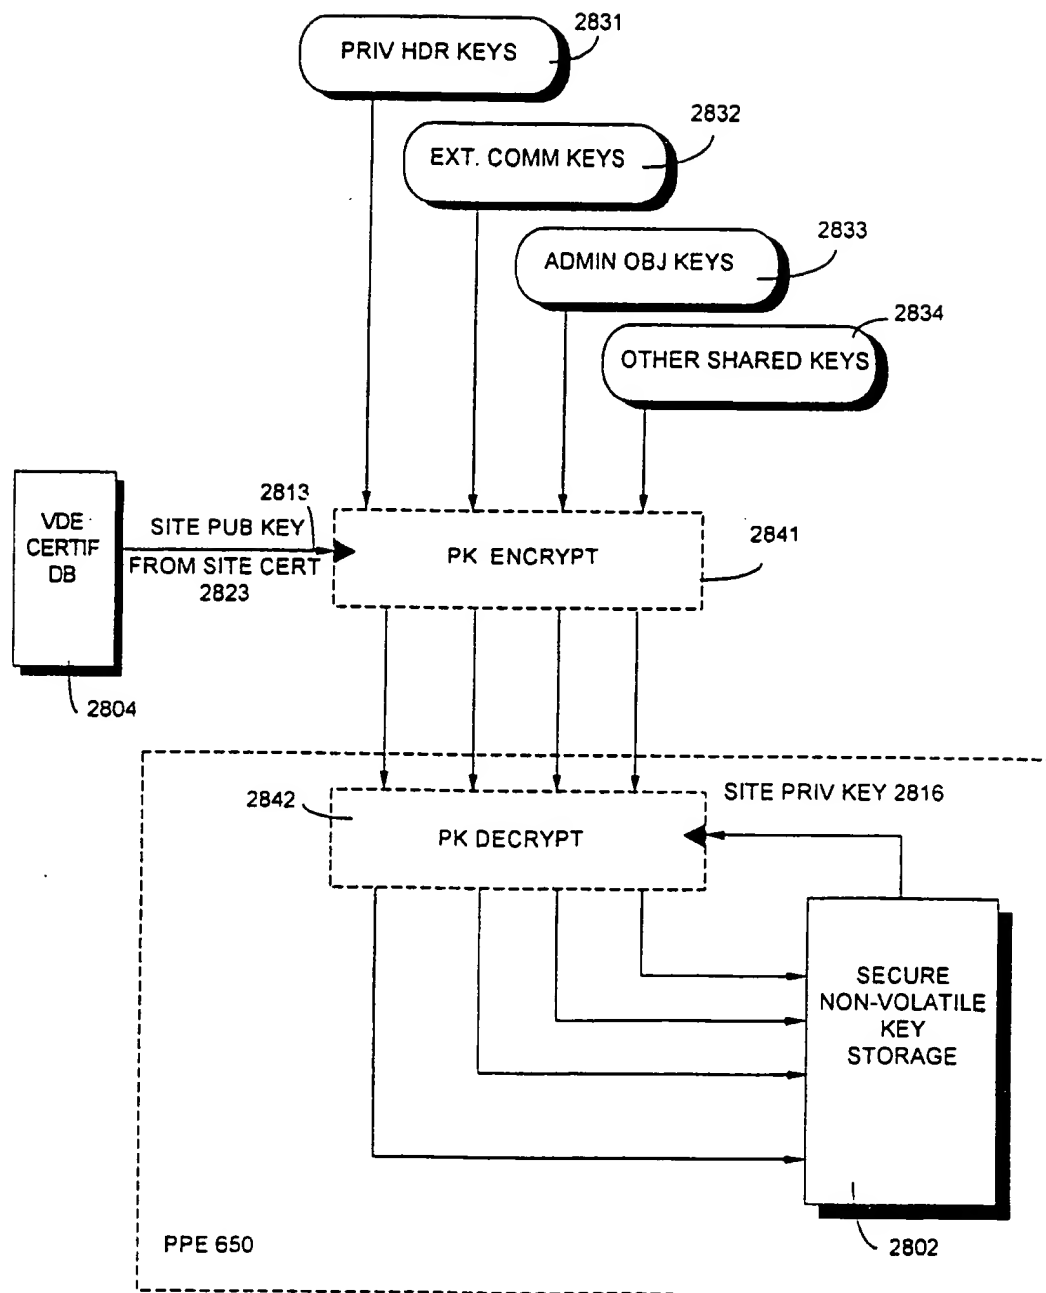 2831
PRIV HDR KEYS
2832
EXT. COMM KEYS
2833
ADMIN OBJ KEYS
2834
OTHER SHARED KEYS
2813
VDE
CERTIF
DB
SITE PUB KEY
FROM SITE CERT
2823
PK ENCRYPT
2841
2804
2842
SITE PRIV KEY 2816
PK DECRYPT
SECURE
NON-VOLATILE
KEY
STORAGE
PPE 650
2802